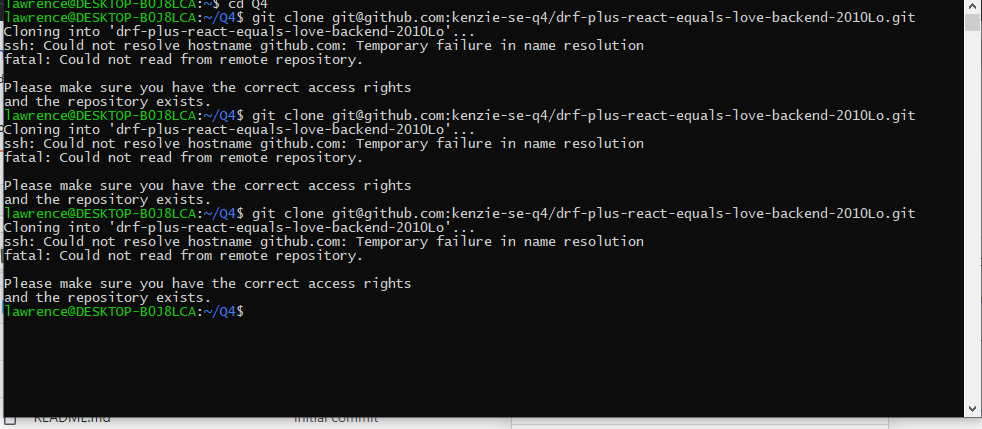 lawrence@DESKTOP-BOJ8LCA:~$ cd Q4
lawrence@DESKTOP-BOJ8LCA:~/Q4$ git clone git@github.com:kenzie-se-q4/drf-plus-react-equals-love-backend-2010Lo.git
Cloning into 'drf-plus-react-equals-love-backend-2010Lo'...
ssh: Could not resolve hostname github.com: Temporary failure in name resolution
fatal: Could not read from remote repository.

Please make sure you have the correct access rights
and the repository exists.
lawrence@DESKTOP-BOJ8LCA:~/Q4$ git clone git@github.com:kenzie-se-q4/drf-plus-react-equals-love-backend-2010Lo.git
Cloning into 'drf-plus-react-equals-love-backend-2010Lo'...
ssh: Could not resolve hostname github.com: Temporary failure in name resolution
fatal: Could not read from remote repository.

Please make sure you have the correct access rights
and the repository exists.
lawrence@DESKTOP-BOJ8LCA:~/Q4$ git clone git@github.com:kenzie-se-q4/drf-plus-react-equals-love-backend-2010Lo.git
Cloning into 'drf-plus-react-equals-love-backend-2010Lo'...
ssh: Could not resolve hostname github.com: Temporary failure in name resolution
fatal: Could not read from remote repository.

Please make sure you have the correct access rights
and the repository exists.
lawrence@DESKTOP-BOJ8LCA:~/Q4$
README.md Initial commit